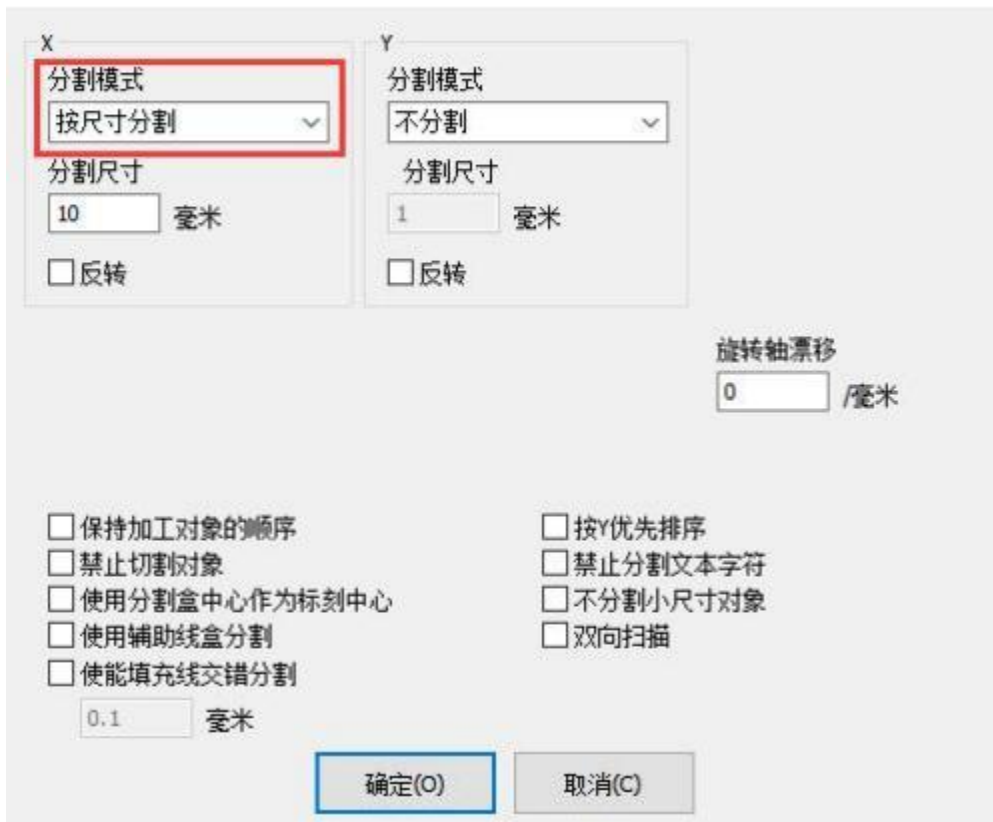 X
分割模式
按尺寸分割
分割尺寸
10 毫米
反转
Y
分割模式
不分割
分割尺寸
1 毫米
反转
旋转轴漂移
0 /毫米
保持加工对象的顺序
禁止切割对象
使用分割盒中心作为标刻中心
使用辅助线盒分割
使能填充线交错分割
0.1 毫米
按Y优先排序
禁止分割文本字符
不分割小尺寸对象
双向扫描
确定(O) 取消(C)